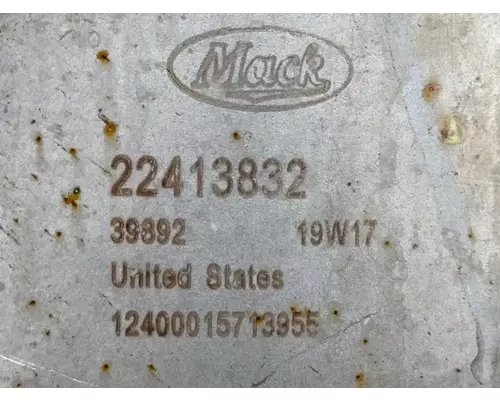 Mack
22413832
39892 19W17
United States
12400015713955